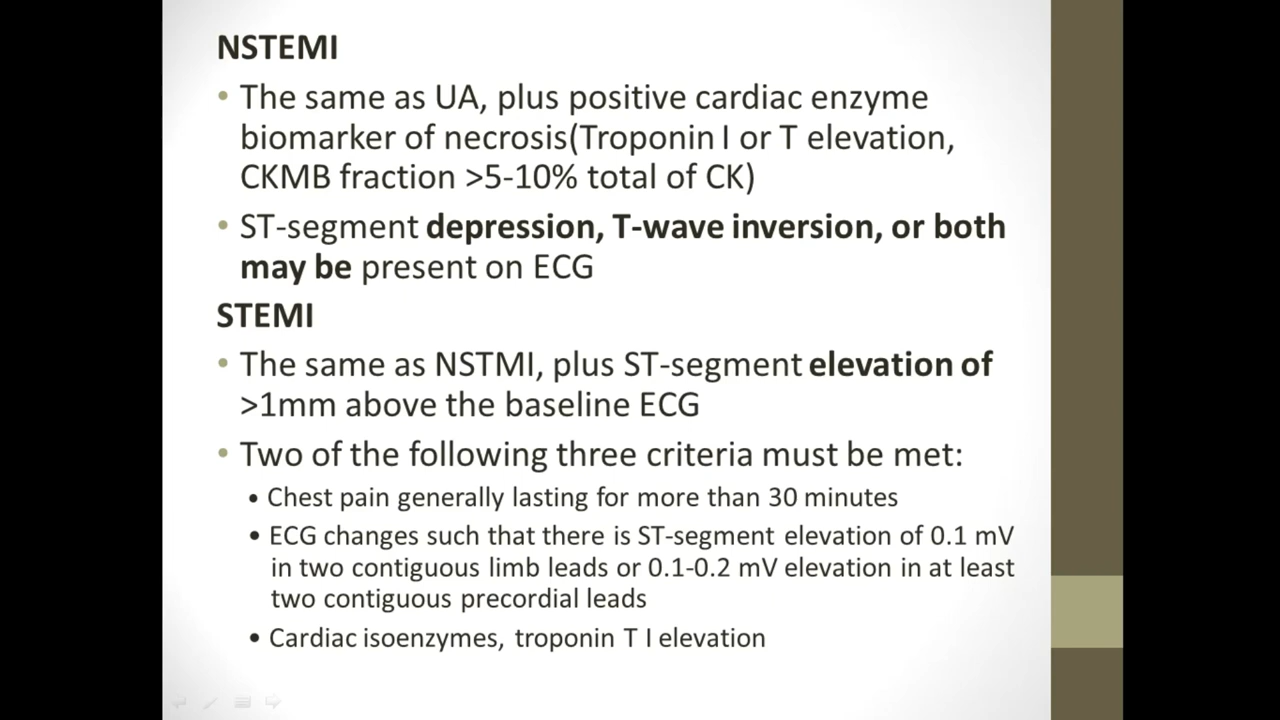 NSTEMI
• The same as UA, plus positive cardiac enzyme
biomarker of necrosis(Troponin I or T elevation,
CKMB fraction >5-10% total of CK)
• ST-segment depression, T-wave inversion, or both
may be present on ECG
STEMI
• The same as NSTMI, plus ST-segment elevation of
>1mm above the baseline ECG
• Two of the following three criteria must be met:
• Chest pain generally lasting for more than 30 minutes
• ECG changes such that there is ST-segment elevation of 0.1 mV
in two contiguous limb leads or 0.1-0.2 mV elevation in at least
two contiguous precordial leads
• Cardiac isoenzymes, troponin T I elevation